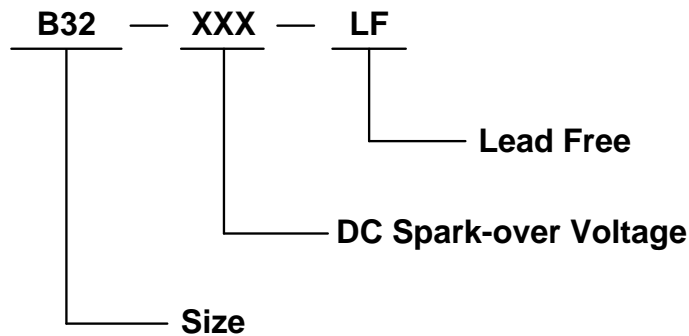 B32 — XXX — LF
Lead Free
DC Spark-over Voltage
Size